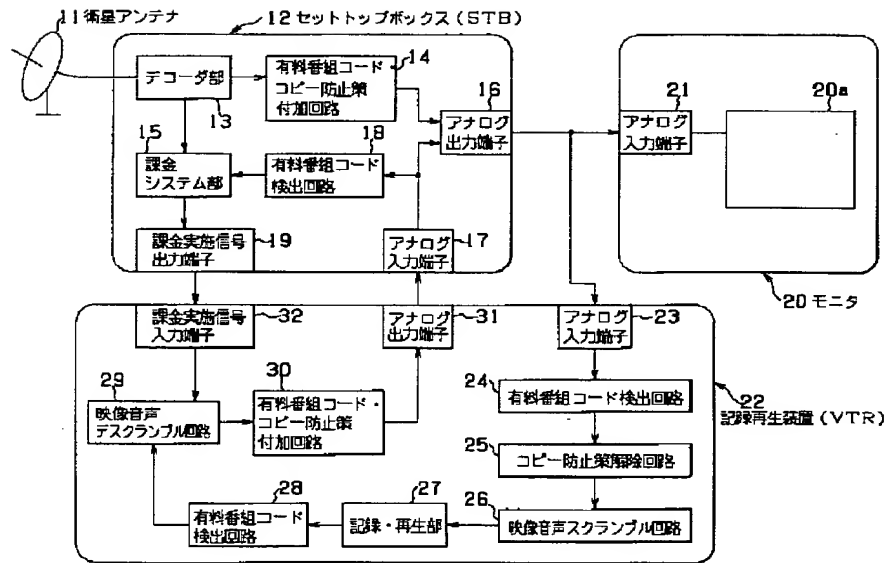 11 衛星アンテナ
12 セットトップボックス(STB)
デコーダ部
13
有料番組コード
コピー防止策
付加回路
14
15
課金
システム部
有料番組コード
検出回路
18
16
アナログ
出力端子
課金実施信号
出力端子
19
アナログ
入力端子
17
21
アナログ
入力端子
20a
20 モニタ
課金実施信号
入力端子
32
アナログ
出力端子
31
アナログ
入力端子
23
29
映像音声
デスクランブル回路
30
有料番組コード・
コピー防止策
付加回路
24
有料番組コード検出回路
25
コピー防止策解除回路
26
映像音声スクランブル回路
27
記録・再生部
28
有料番組コード
検出回路
22
記録再生装置(VTR)